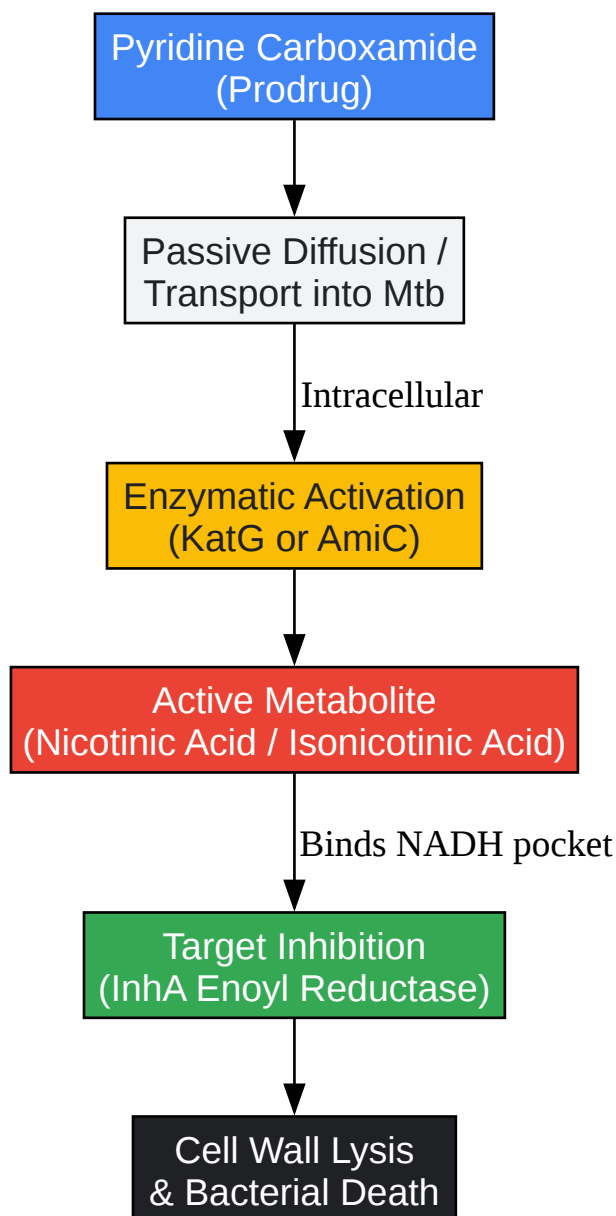 Pyridine Carboxamide
(Prodrug)
Passive Diffusion /
Transport into Mtb
Intracellular
Enzymatic Activation
(KatG or AmiC)
Active Metabolite
(Nicotinic Acid / Isonicotinic Acid)
Binds NADH pocket
Target Inhibition
(InhA Enoyl Reductase)
Cell Wall Lysis
& Bacterial Death